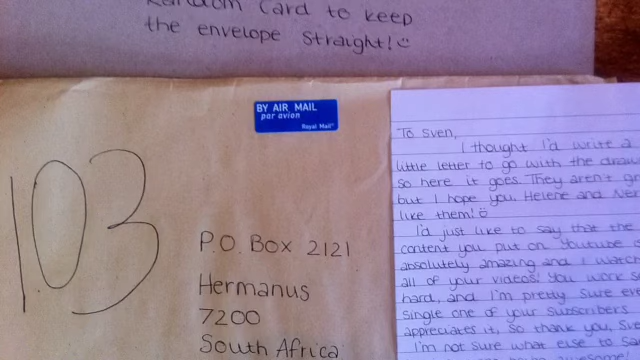 Random Card to keep
the envelope straight!
BY AIR MAIL
par avion
Royal Mail
103
P.O. Box 2121
Hermanus
7200
South Africa
To Sven,
I thought I'd write a
little letter to go with the
so here it goes. They aren't
but I hope you, Helene and
like them!
I'd just like to say that the
content you put on Youtube
absolutely amazing and I watch
all of your videos! You work
hard, and I'm pretty sure
single one of your subscribers
appreciates it, so thank you,
I'm not sure what else to